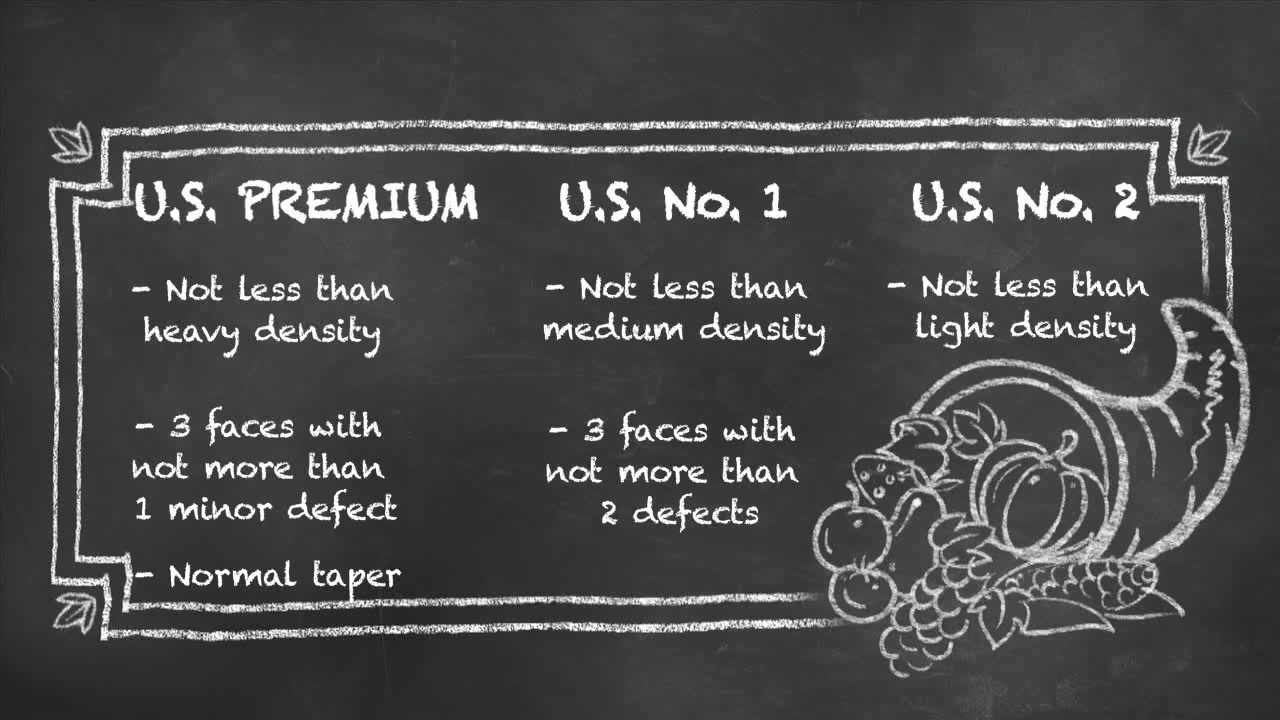 U.S. PREMIUM
- Not less than
heavy density
- 3 faces with
not more than
1 minor defect
- Normal taper
U.S. No. 1
- Not less than
medium density
- 3 faces with
not more than
2 defects
U.S. No. 2
- Not less than
light density